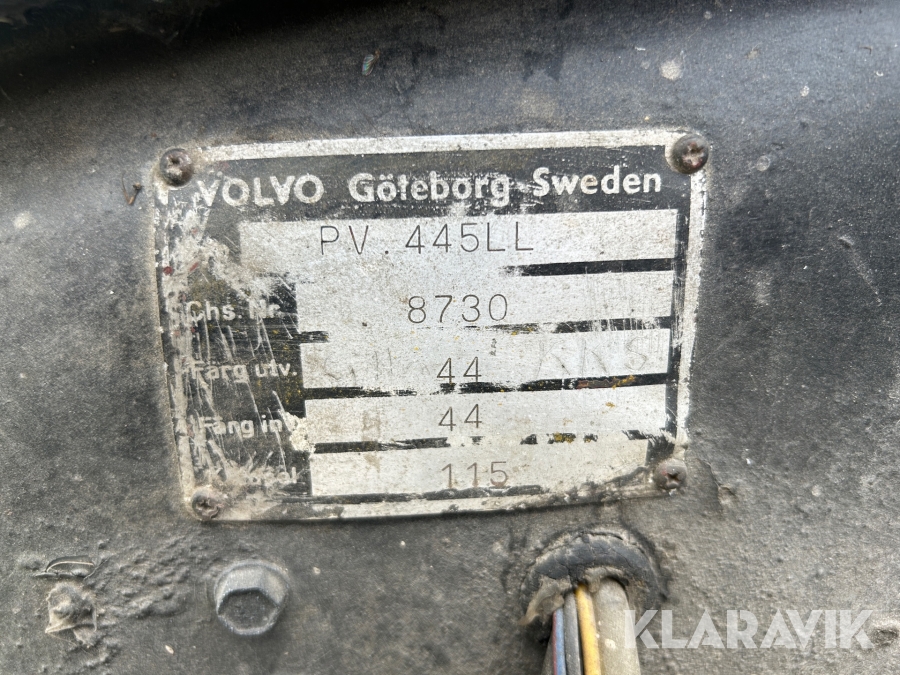 VOLVO Göteborg Sweden
PV.445LL
Chs. Nr. 8730
Färg utv. 44
Färg inv 44
115
KLARAVIK